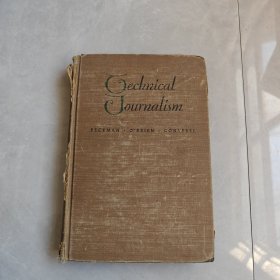 Technical
Journalism
BECKMAN · O'BRIEN · CONVERSE